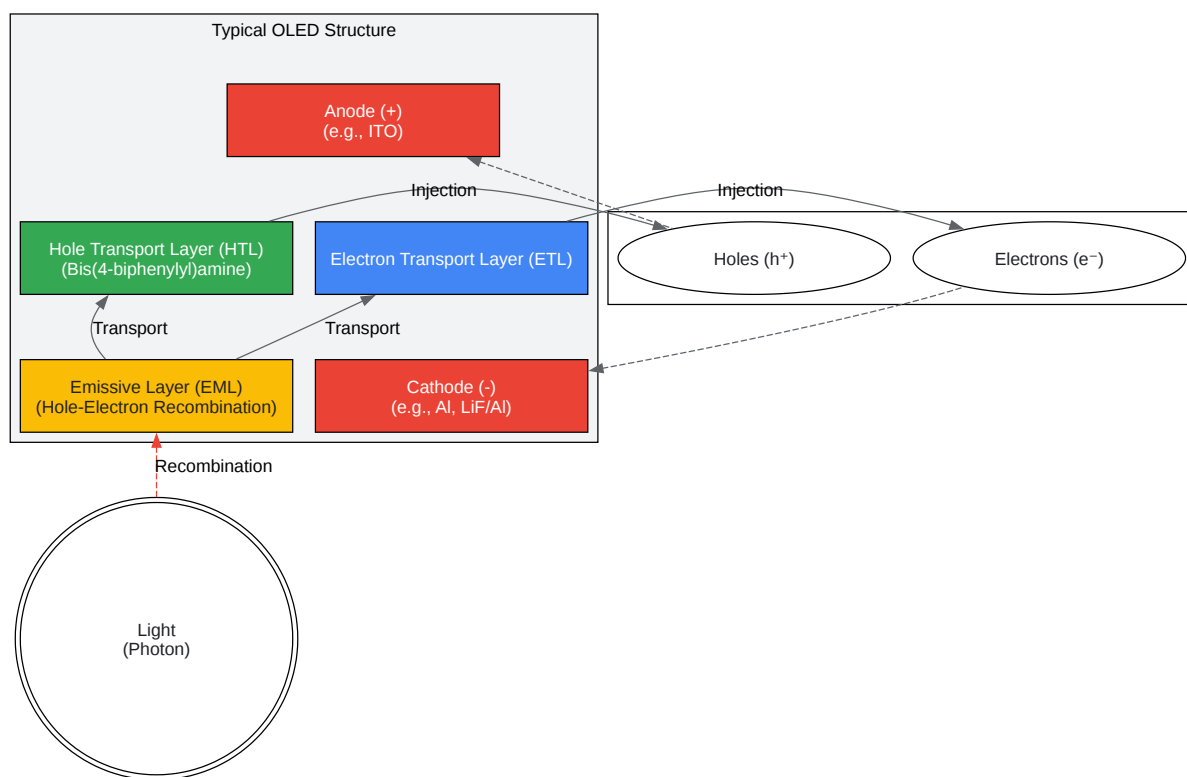 Typical OLED Structure
Anode (+)
(e.g., ITO)
Injection
Injection
Hole Transport Layer (HTL)
(Bis(4-biphenylyl)amine)
Electron Transport Layer (ETL)
Holes (h⁺)
Electrons (e⁻)
Transport
Transport
Emissive Layer (EML)
(Hole-Electron Recombination)
Cathode (-)
(e.g., Al, LiF/Al)
Recombination
Light
(Photon)